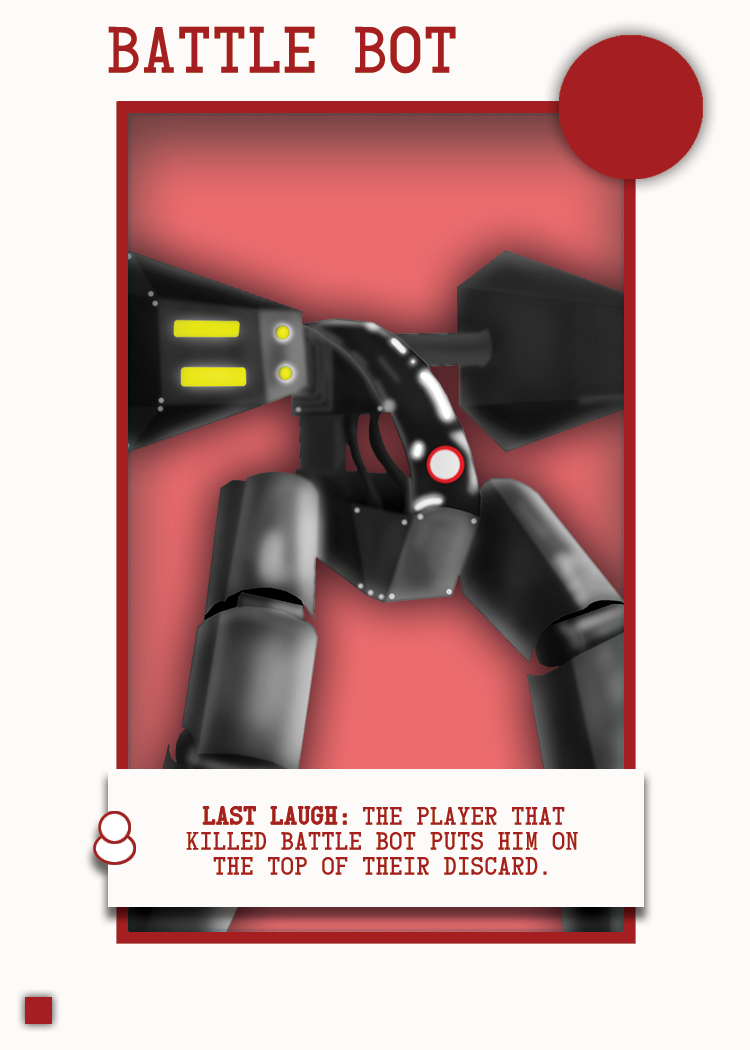 BATTLE BOT
LAST LAUGH: THE PLAYER THAT
KILLED BATTLE BOT PUTS HIM ON
THE TOP OF THEIR DISCARD.